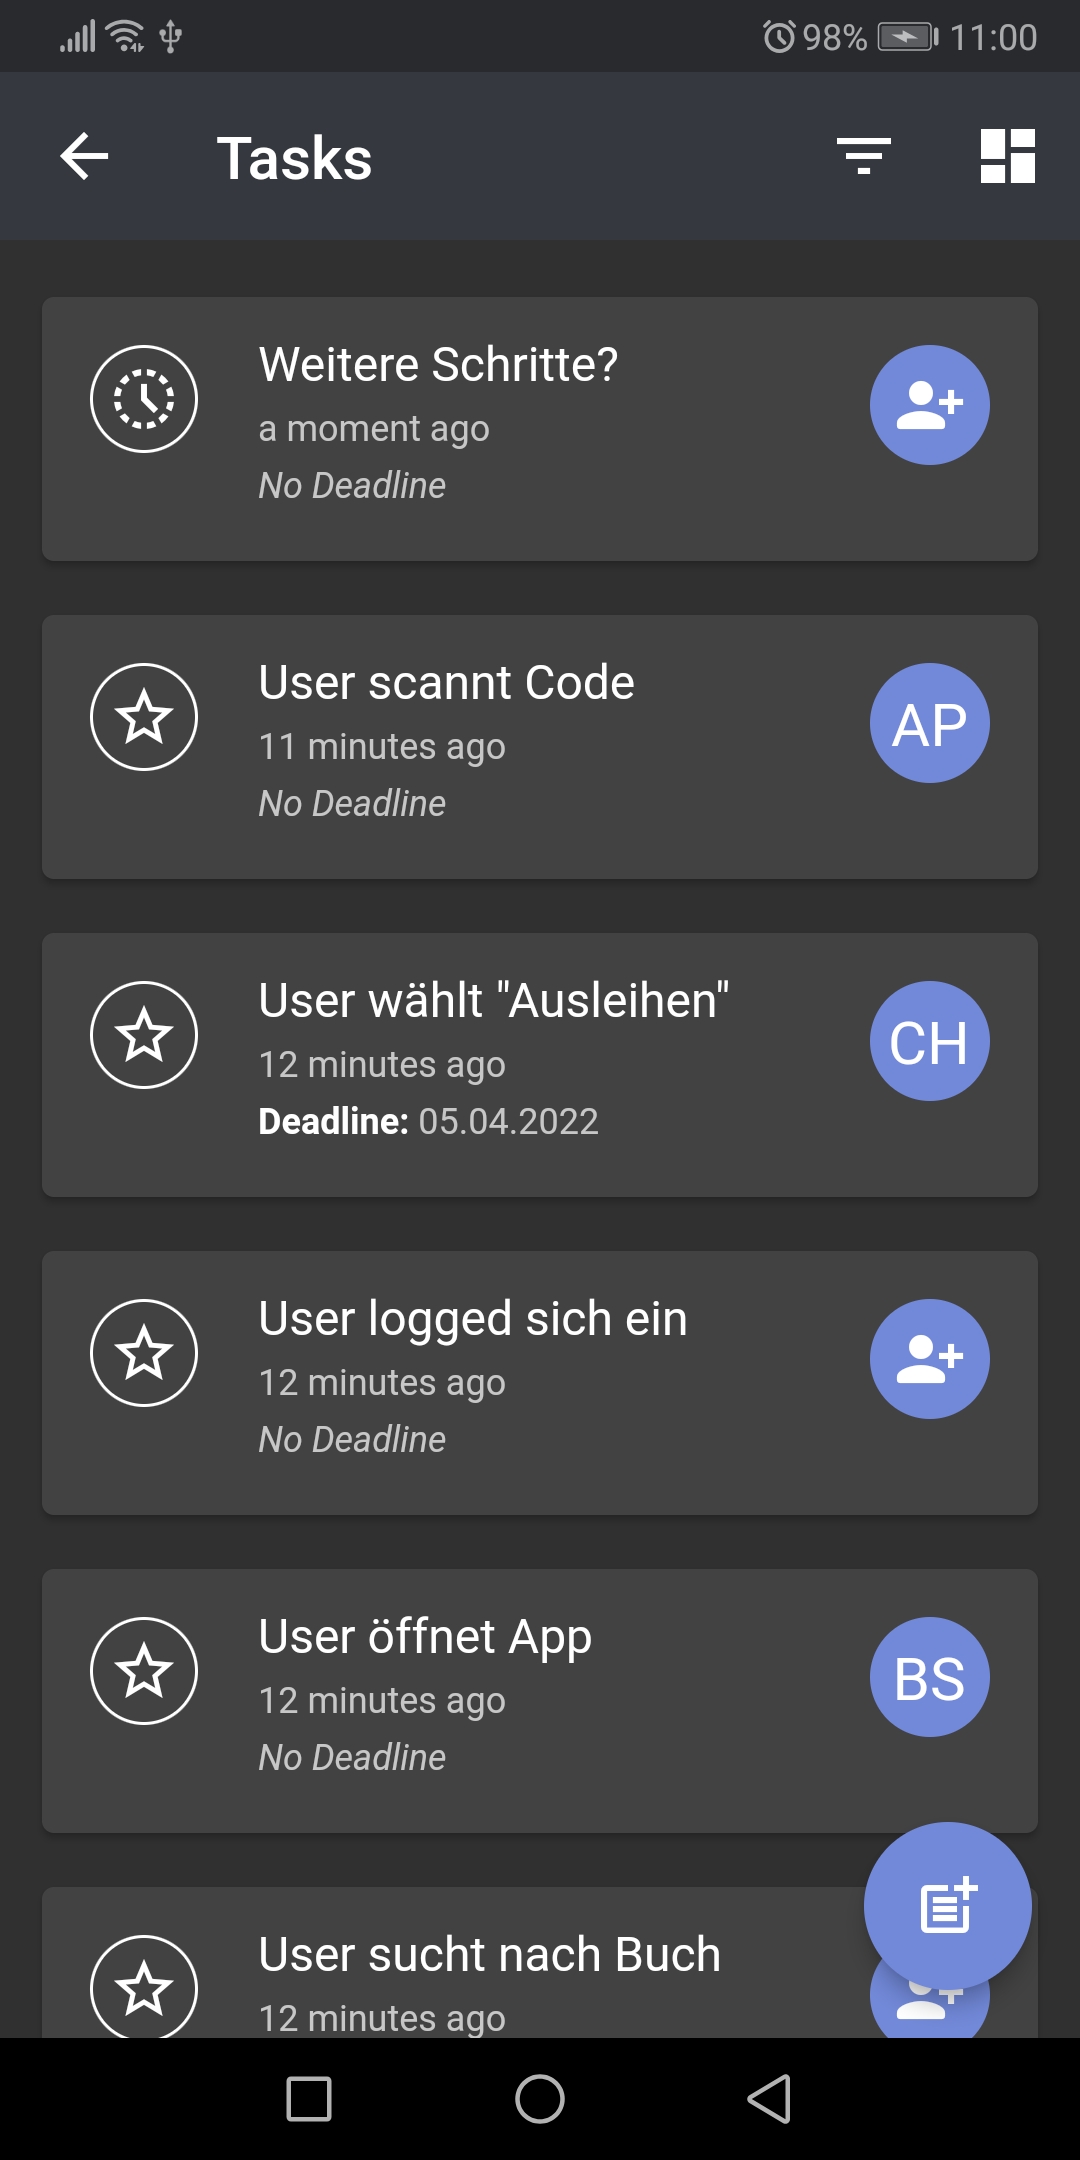 98% 11:00
Tasks
Weitere Schritte?
a moment ago
No Deadline
User scannt Code
11 minutes ago
No Deadline
AP
User wählt "Ausleihen"
12 minutes ago
Deadline: 05.04.2022
CH
User logged sich ein
12 minutes ago
No Deadline
User öffnet App
12 minutes ago
No Deadline
BS
User sucht nach Buch
12 minutes ago